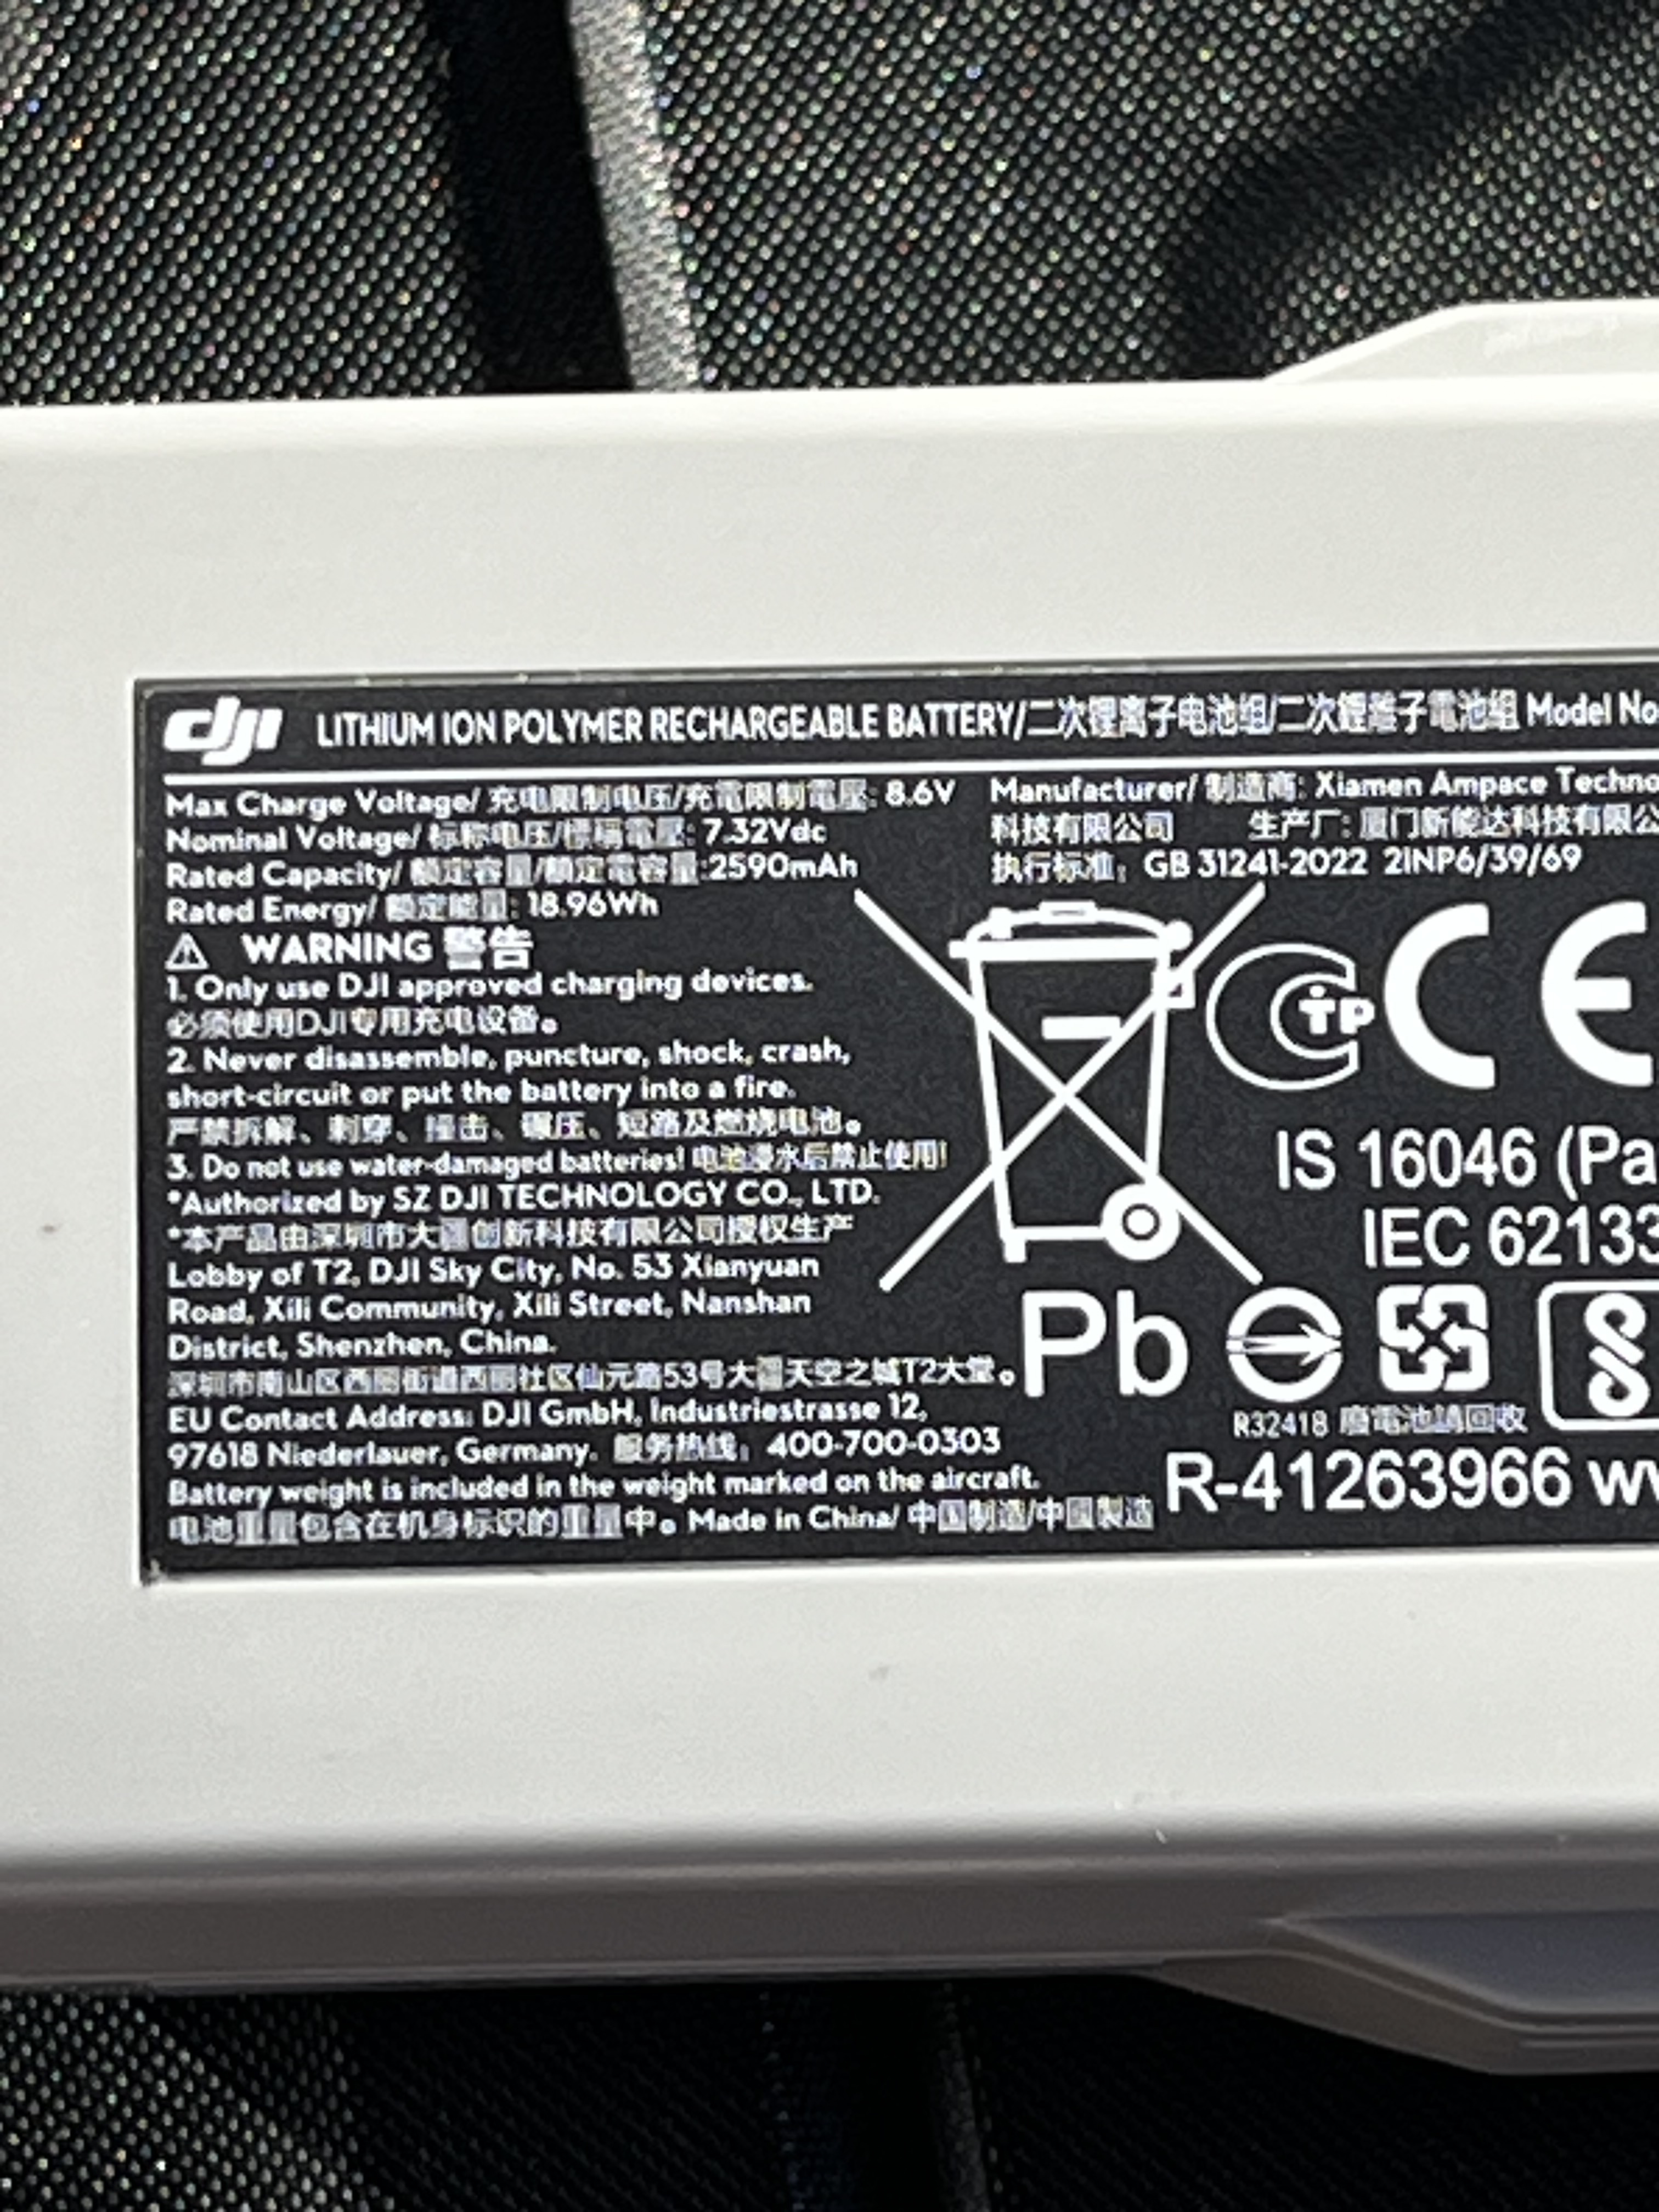 dji LITHIUM ION POLYMER RECHARGEABLE BATTERY/二次锂离子电池组/二次鋰離子電池組 Model No
Max Charge Voltage/ 充电限制电压/充電限制電壓: 8.6V
Nominal Voltage/ 标称电压/標稱電壓: 7.32Vdc
Rated Capacity/ 额定容量/額定電容量:2590mAh
Rated Energy/ 额定能量: 18.96Wh
WARNING 警告
1. Only use DJI approved charging devices.
必须使用DJI专用充电设备。
2. Never disassemble, puncture, shock, crash,
short-circuit or put the battery into a fire.
严禁拆解、刺穿、撞击、碾压、短路及燃烧电池。
3. Do not use water-damaged batteries! 电池浸水后禁止使用!
*Authorized by SZ DJI TECHNOLOGY CO., LTD.
*本产品由深圳市大疆创新科技有限公司授权生产
Lobby of T2, DJI Sky City, No. 53 Xianyuan
Road, Xili Community, Xili Street, Nanshan
District, Shenzhen, China.
深圳市南山区西丽街道西丽社区仙元路53号大疆天空之城T2大堂。
EU Contact Address: DJI GmbH, Industriestrasse 12,
97618 Niederlauer, Germany. 服务热线: 400-700-0303
Battery weight is included in the weight marked on the aircraft.
电池重量包含在机身标识的重量中。Made in China/ 中国制造/中國製造
Manufacturer/ 制造商: Xiamen Ampace Techno
科技有限公司 生产厂: 厦门新能达科技有限公
执行标准: GB 31241-2022 2INP6/39/69
TP CE
IS 16046 (Pa
IEC 62133
Pb
R32418 廢電池請回收
R-41263966 ww